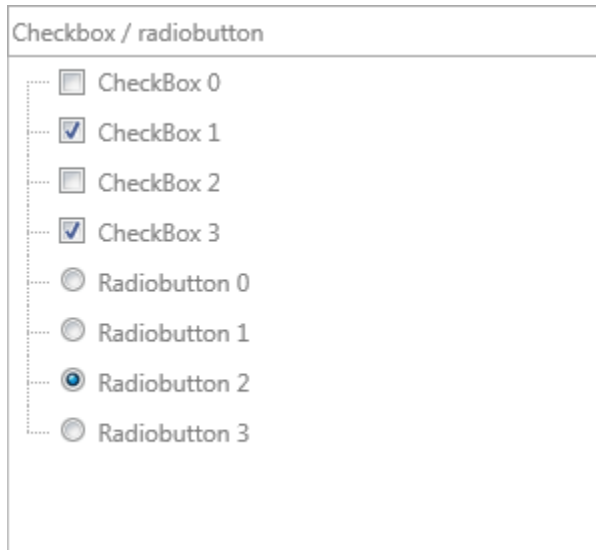 Checkbox / radiobutton
CheckBox 0
CheckBox 1
CheckBox 2
CheckBox 3
Radiobutton 0
Radiobutton 1
Radiobutton 2
Radiobutton 3